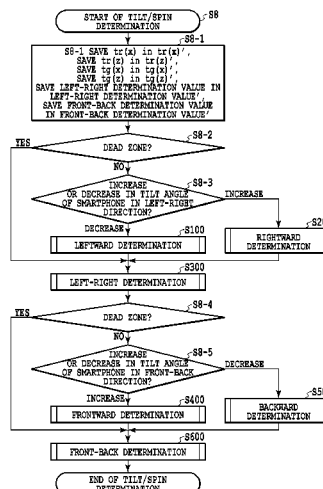 START OF TILT/SPIN
DETERMINATION
S8
S8-1
S8-1 SAVE tr(x) in tr(x)',
SAVE tr(z) in tr(z)',
SAVE tg(x) in tg(x)',
SAVE tg(z) in tg(z)',
SAVE LEFT-RIGHT DETERMINATION VALUE IN
LEFT-RIGHT DETERMINATION VALUE',
SAVE FRONT-BACK DETERMINATION VALUE
IN FRONT-BACK DETERMINATION VALUE'
S8-2
YES
DEAD ZONE?
NO
S8-3
INCREASE
OR DECREASE IN TILT ANGLE
OF SMARTPHONE IN LEFT-RIGHT
DIRECTION?
INCREASE
DECREASE
S100
LEFTWARD DETERMINATION
S20
RIGHTWARD
DETERMINATION
S300
LEFT-RIGHT DETERMINATION
S8-4
YES
DEAD ZONE?
NO
S8-5
INCREASE
OR DECREASE IN TILT ANGLE
OF SMARTPHONE IN FRONT-BACK
DIRECTION?
DECREASE
INCREASE
S400
FRONTWARD DETERMINATION
S50
BACKWARD
DETERMINATION
S600
FRONT-BACK DETERMINATION
END OF TILT/SPIN
DETERMINATION